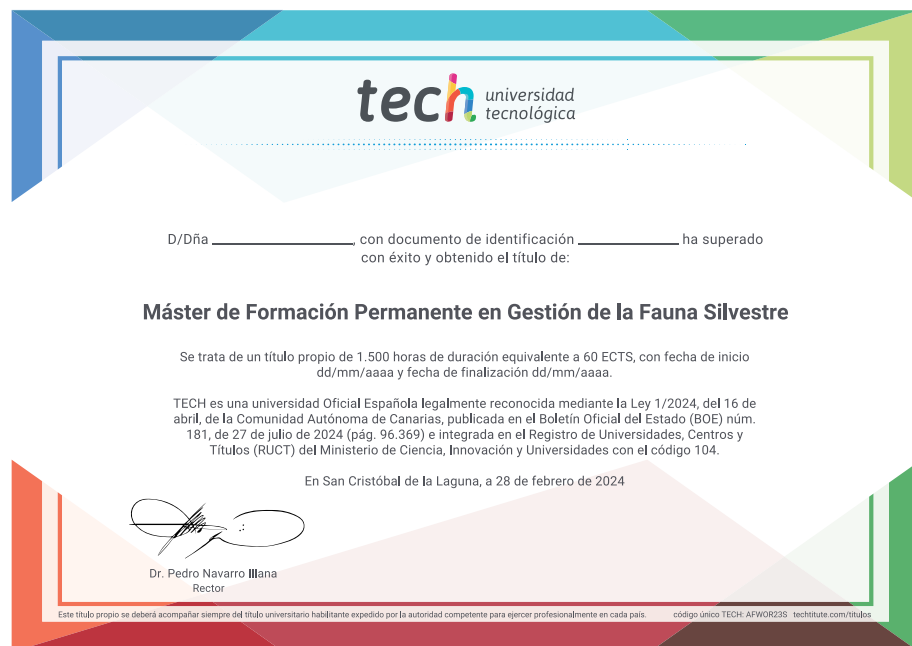 tech universidad
tecnológica
D/Dña ______________, con documento de identificación ____________ ha superado
con éxito y obtenido el título de:
Máster de Formación Permanente en Gestión de la Fauna Silvestre
Se trata de un título propio de 1.500 horas de duración equivalente a 60 ECTS, con fecha de inicio
dd/mm/aaaa y fecha de finalización dd/mm/aaaa.
TECH es una universidad Oficial Española legalmente reconocida mediante la Ley 1/2024, del 16 de
abril, de la Comunidad Autónoma de Canarias, publicada en el Boletín Oficial del Estado (BOE) núm.
181, de 27 de julio de 2024 (pág. 96.369) e integrada en el Registro de Universidades, Centros y
Títulos (RUCT) del Ministerio de Ciencia, Innovación y Universidades con el código 104.
En San Cristóbal de la Laguna, a 28 de febrero de 2024
Dr. Pedro Navarro Illana
Rector
Este título propio se deberá acompañar siempre del título universitario habilitante expedido por la autoridad competente para ejercer profesionalmente en cada país. código único TECH: AFWOR23S techtitute.com/titulos